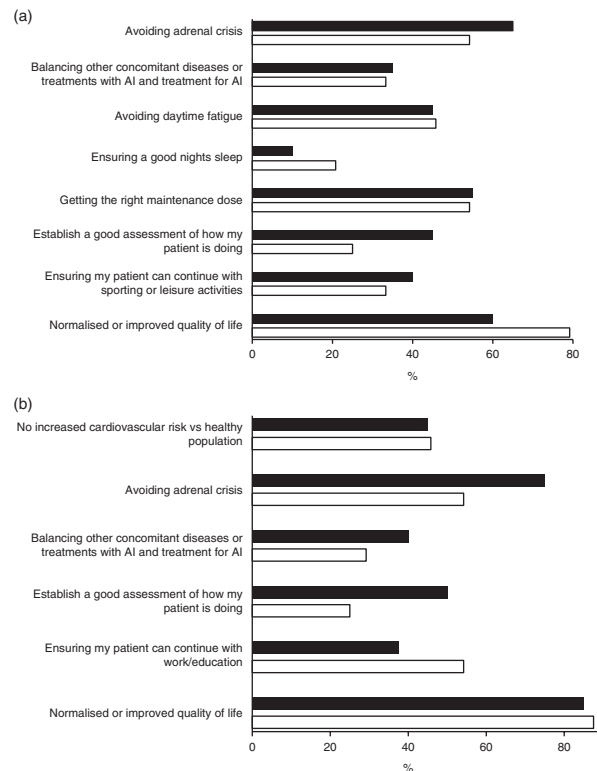 (a)
Avoiding adrenal crisis
Balancing other concomitant diseases or
treatments with AI and treatment for AI
Avoiding daytime fatigue
Ensuring a good nights sleep
Getting the right maintenance dose
Establish a good assessment of how my
patient is doing
Ensuring my patient can continue with
sporting or leisure activities
Normalised or improved quality of life
0 20 40 60 80
%
(b)
No increased cardiovascular risk vs healthy
population
Avoiding adrenal crisis
Balancing other concomitant diseases or
treatments with AI and treatment for AI
Establish a good assessment of how my
patient is doing
Ensuring my patient can continue with
work/education
Normalised or improved quality of life
0 20 40 60 80
%